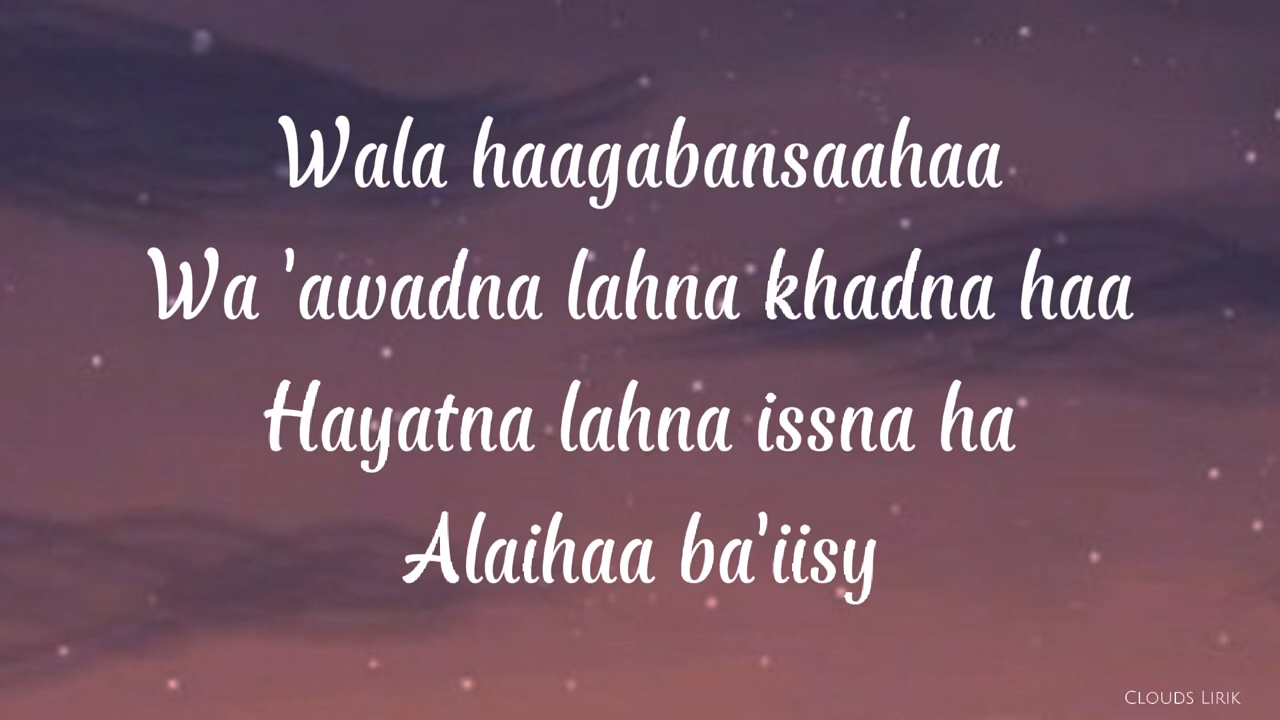 Wala haagabansaahaa
Wa 'awadna lahna khadna haa
Hayatna lahna issna ha
Alaihaa ba'iisy
Clouds Lirik